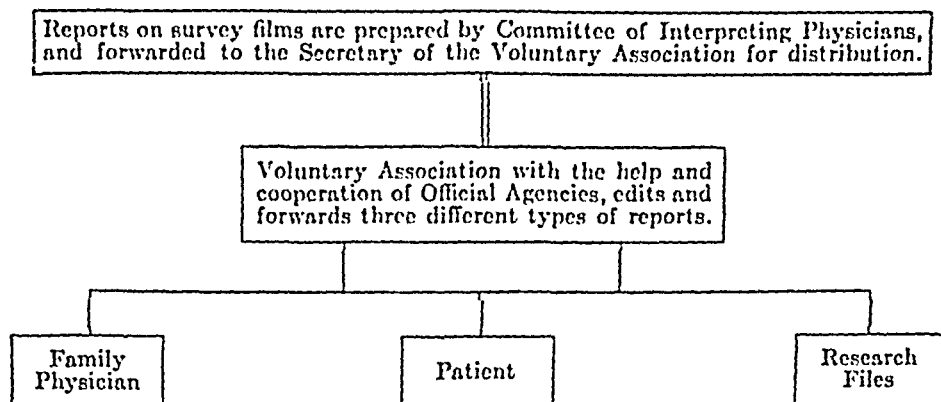 Reports on survey films are prepared by Committee of Interpreting Physicians,
and forwarded to the Secretary of the Voluntary Association for distribution.
Voluntary Association with the help and
cooperation of Official Agencies, edits and
forwards three different types of reports.
Family
Physician
Patient
Research
Files